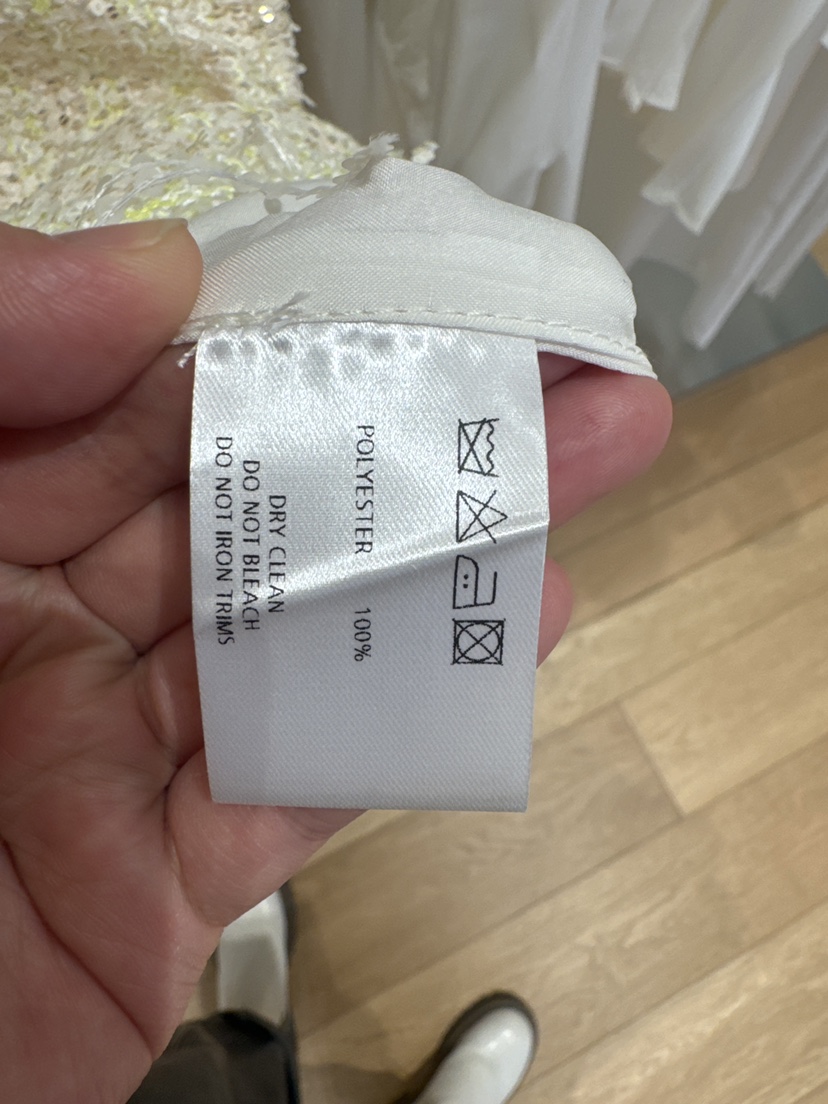 POLYESTER 100%
DRY CLEAN
DO NOT BLEACH
DO NOT IRON TRIMS